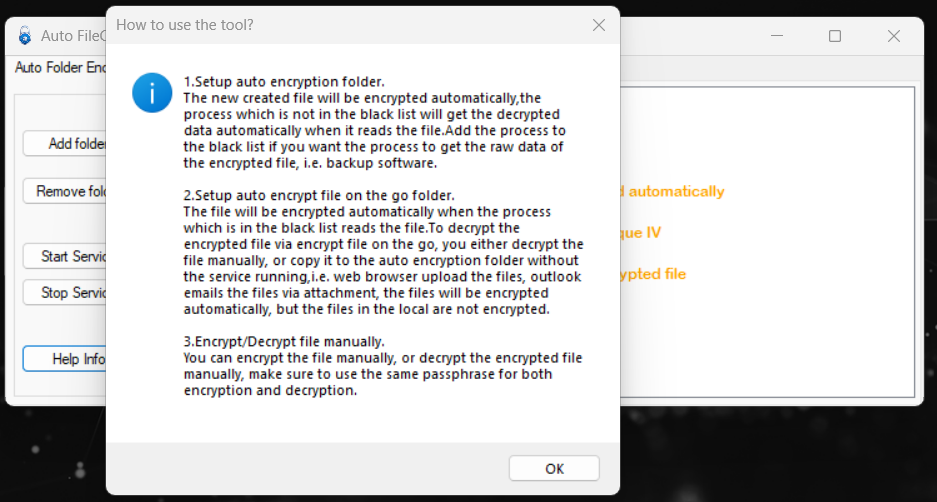 How to use the tool?
Auto File
Auto Folder Enc
1.Setup auto encryption folder.
The new created file will be encrypted automatically,the
process which is not in the black list will get the decrypted
data automatically when it reads the file.Add the process to
the black list if you want the process to get the raw data of
the encrypted file, i.e. backup software.
2.Setup auto encrypt file on the go folder.
The file will be encrypted automatically when the process
which is in the black list reads the file.To decrypt the
encrypted file via encrypt file on the go, you either decrypt the
file manually, or copy it to the auto encryption folder without
the service running,i.e. web browser upload the files, outlook
emails the files via attachment, the files will be encrypted
automatically, but the files in the local are not encrypted.
3.Encrypt/Decrypt file manually.
You can encrypt the file manually, or decrypt the encrypted file
manually, make sure to use the same passphrase for both
encryption and decryption.
OK
Add folde
Remove fol
Start Servic
Stop Servic
Help Info
d automatically
que IV
ypted file